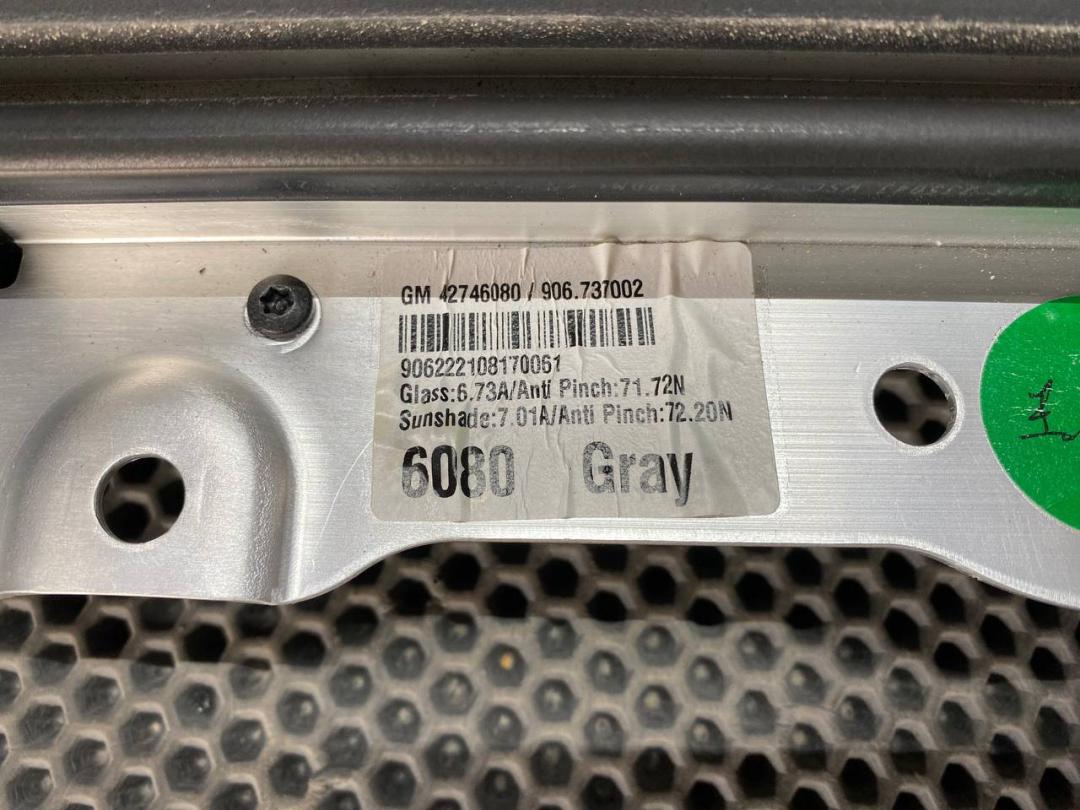 GM 42746080 / 906.737002
906222108170061
Glass:6.73A/Anti Pinch:71.72N
Sunshade:7.01A/Anti Pinch:72.20N
6080 Gray